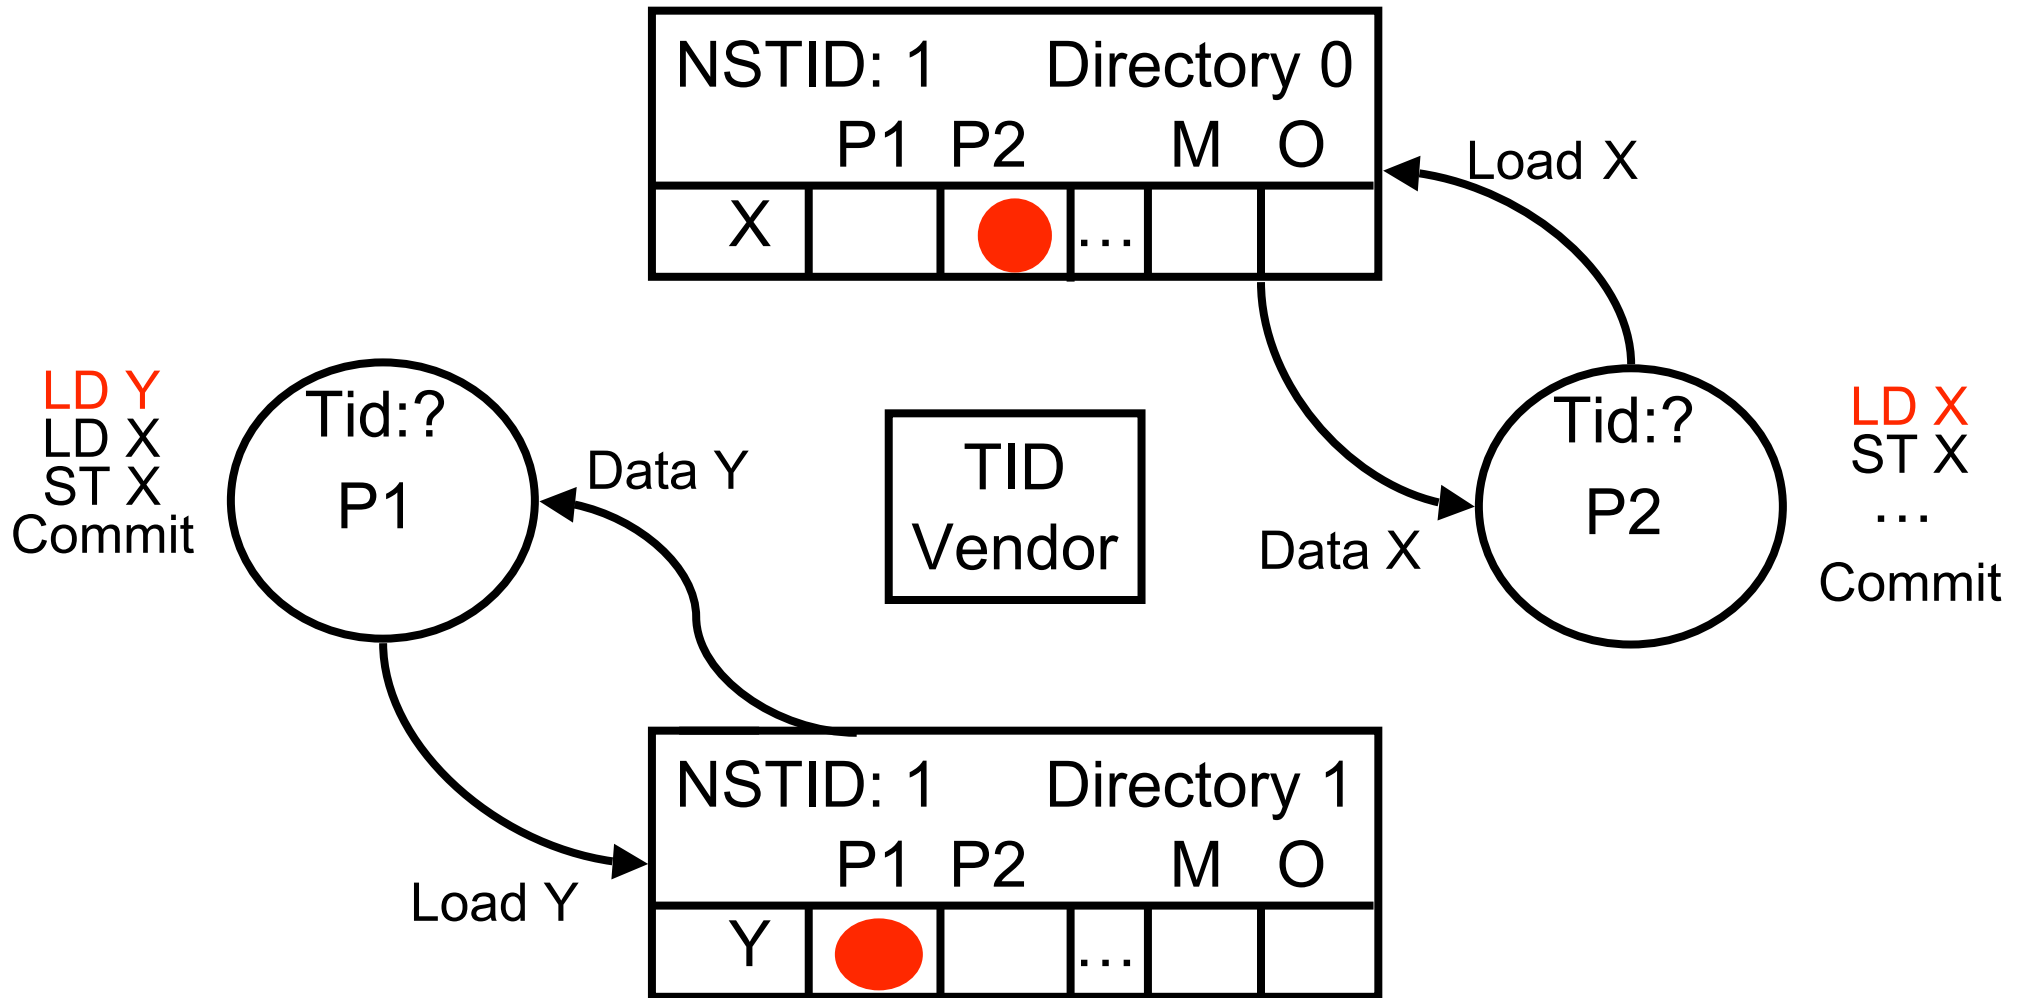 NSTID: 1 Directory 0
P1 P2 M O
X …
Load X
LD Y
LD X
ST X
Commit
Tid:?
P1
Data Y
TID
Vendor
Data X
Tid:?
P2
LD X
ST X
…
Commit
Load Y
NSTID: 1 Directory 1
P1 P2 M O
Y …